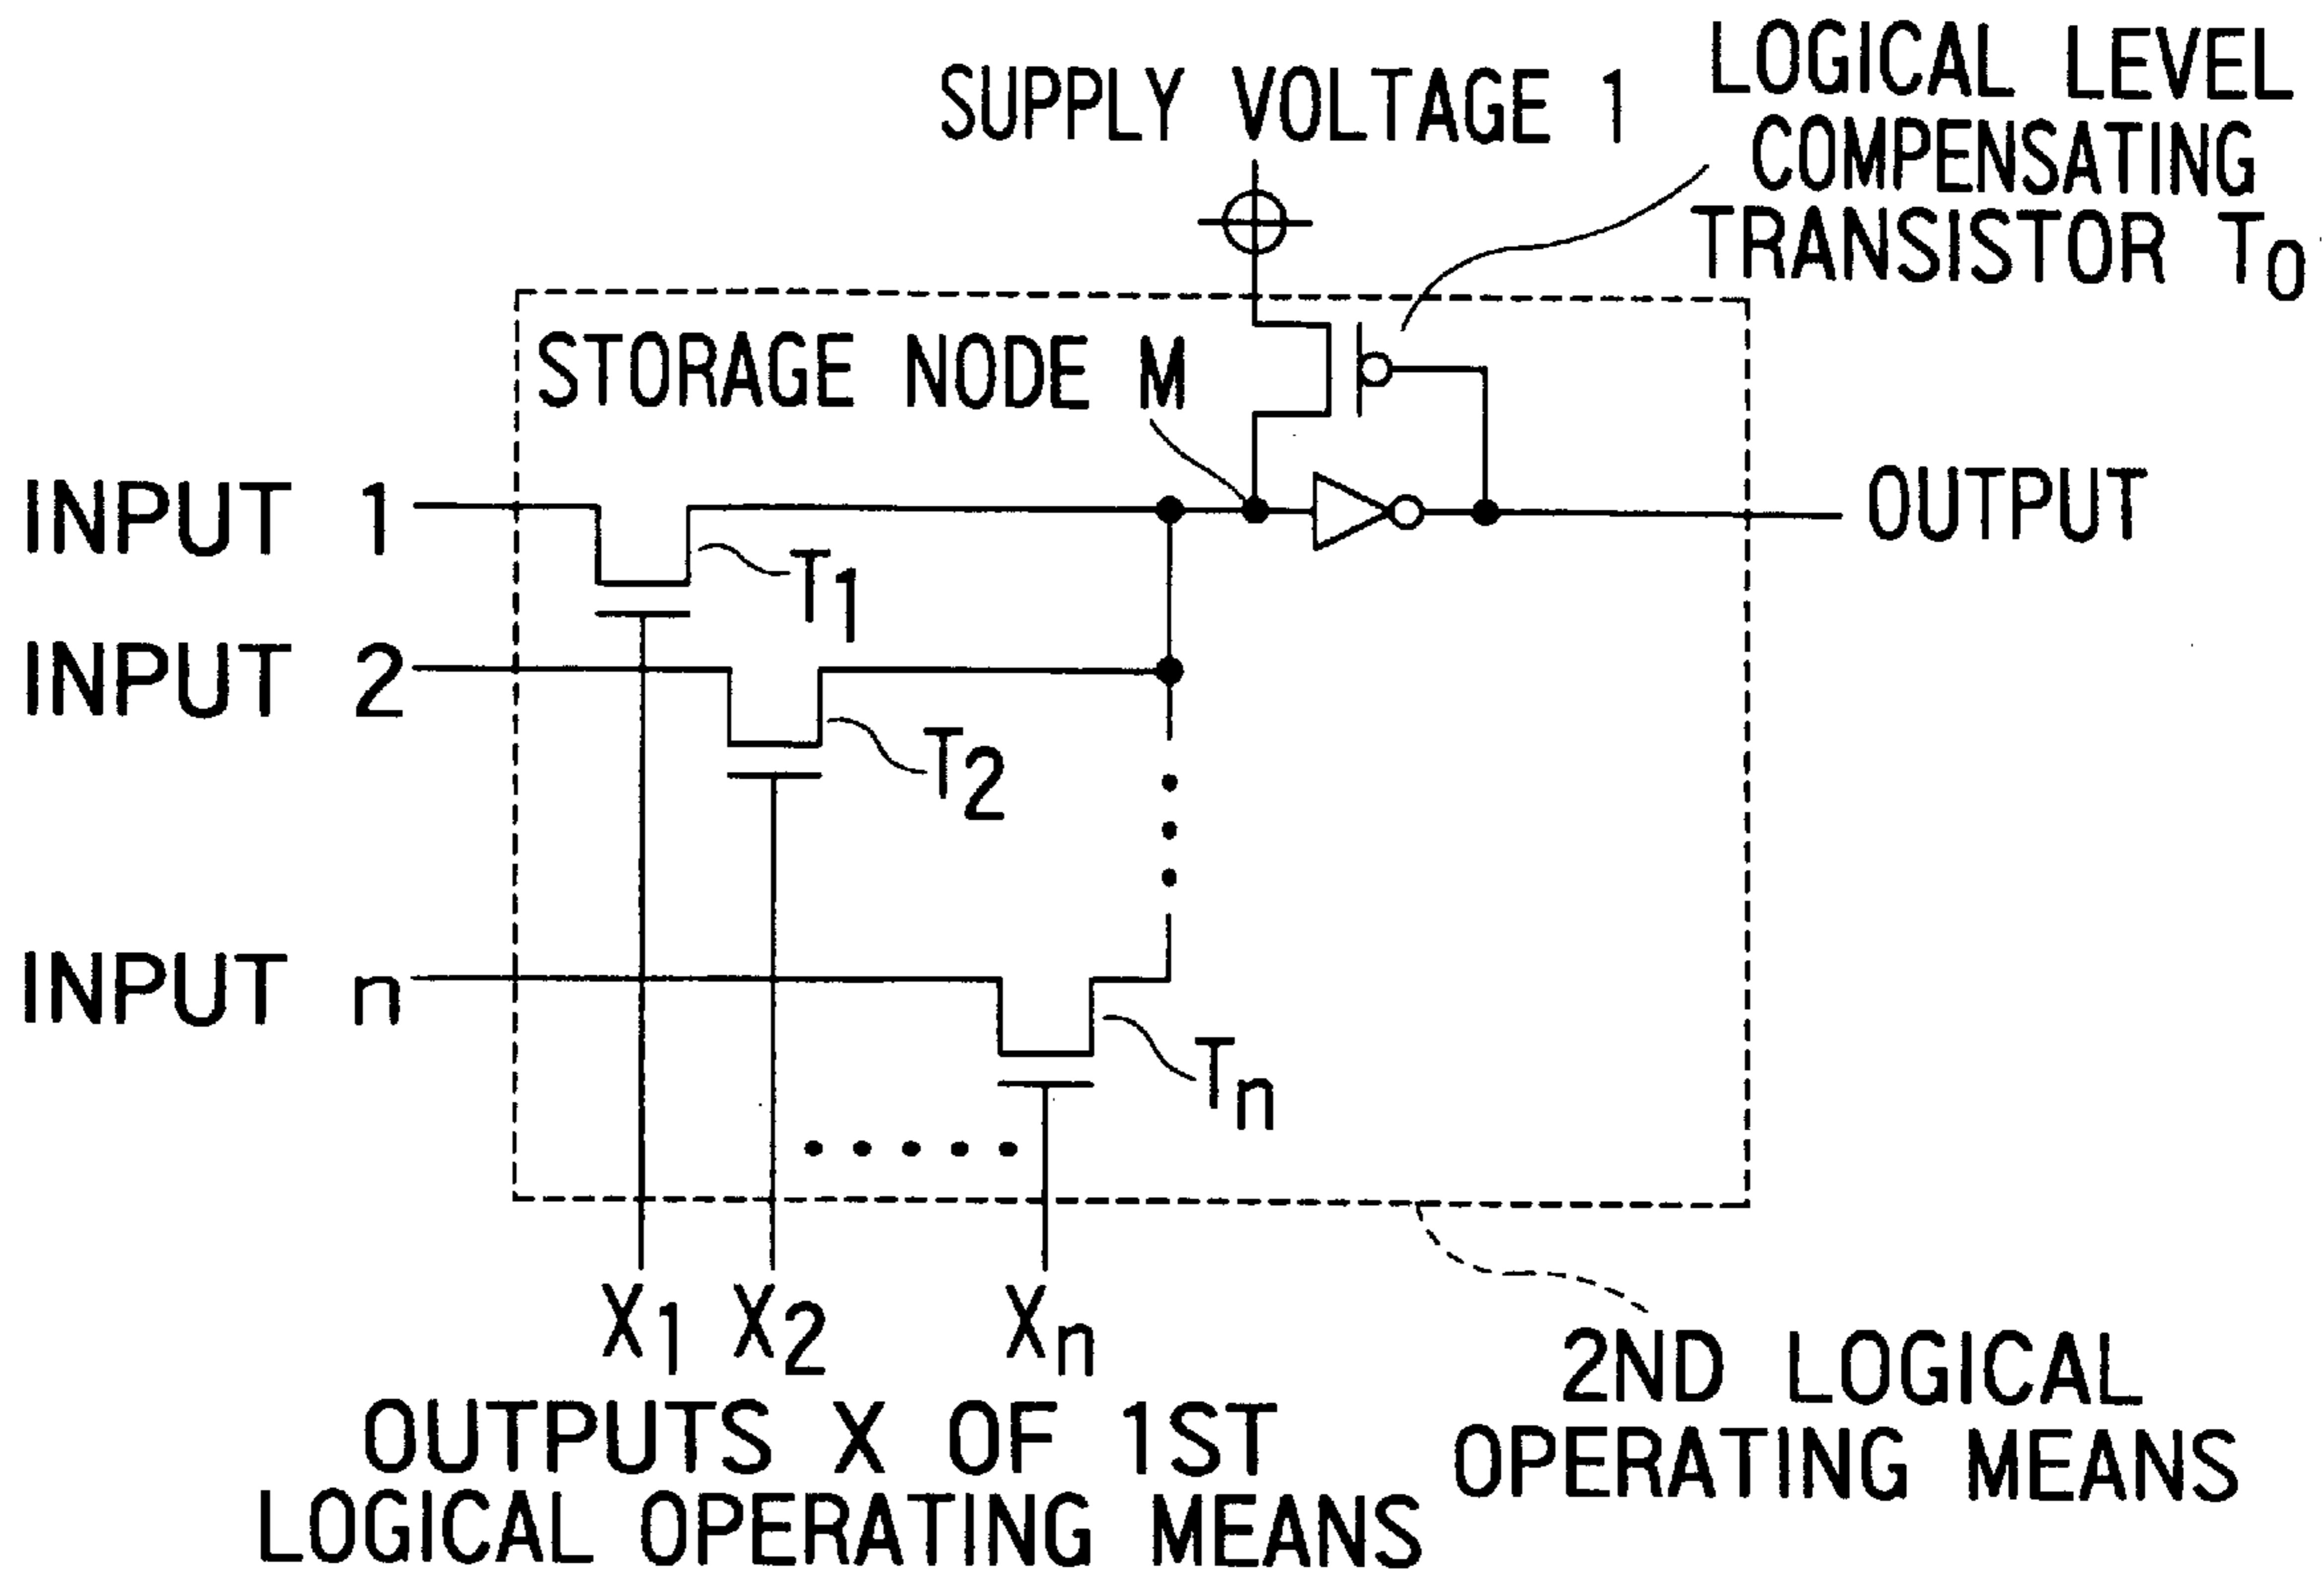 SUPPLY VOLTAGE 1
LOGICAL LEVEL
COMPENSATING
TRANSISTOR T0
STORAGE NODE M
INPUT 1
OUTPUT
T1
INPUT 2
T2
INPUT n
Tn
X1 X2 Xn
OUTPUTS X OF 1ST
LOGICAL OPERATING MEANS
2ND LOGICAL
OPERATING MEANS